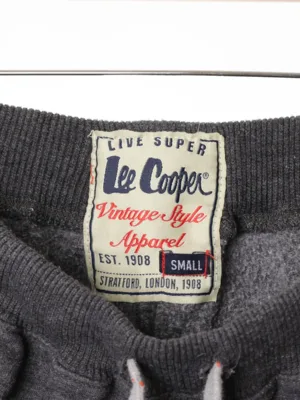 LIVE SUPER
Lee Cooper®
Vintage Style
Apparel
EST. 1908
SMALL
STRATFORD, LONDON, 1908